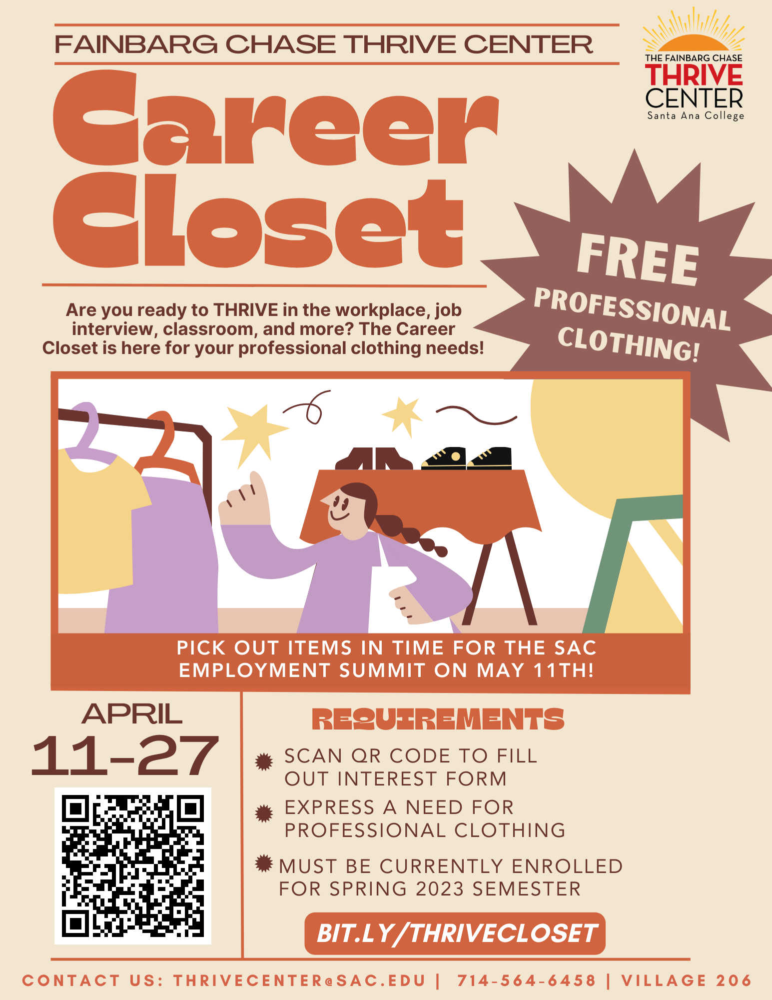 FAINBARG CHASE THRIVE CENTER
THE FAINBARG CHASE
THRIVE
CENTER
Santa Ana College
Career
Closet
FREE
PROFESSIONAL
CLOTHING!
Are you ready to THRIVE in the workplace, job
interview, classroom, and more? The Career
Closet is here for your professional clothing needs!
PICK OUT ITEMS IN TIME FOR THE SAC
EMPLOYMENT SUMMIT ON MAY 11TH!
APRIL
11-27
REQUIREMENTS
SCAN QR CODE TO FILL
OUT INTEREST FORM
EXPRESS A NEED FOR
PROFESSIONAL CLOTHING
MUST BE CURRENTLY ENROLLED
FOR SPRING 2023 SEMESTER
BIT.LY/THRIVECLOSET
CONTACT US: THRIVECENTER@SAC.EDU | 714-564-6458 | VILLAGE 206